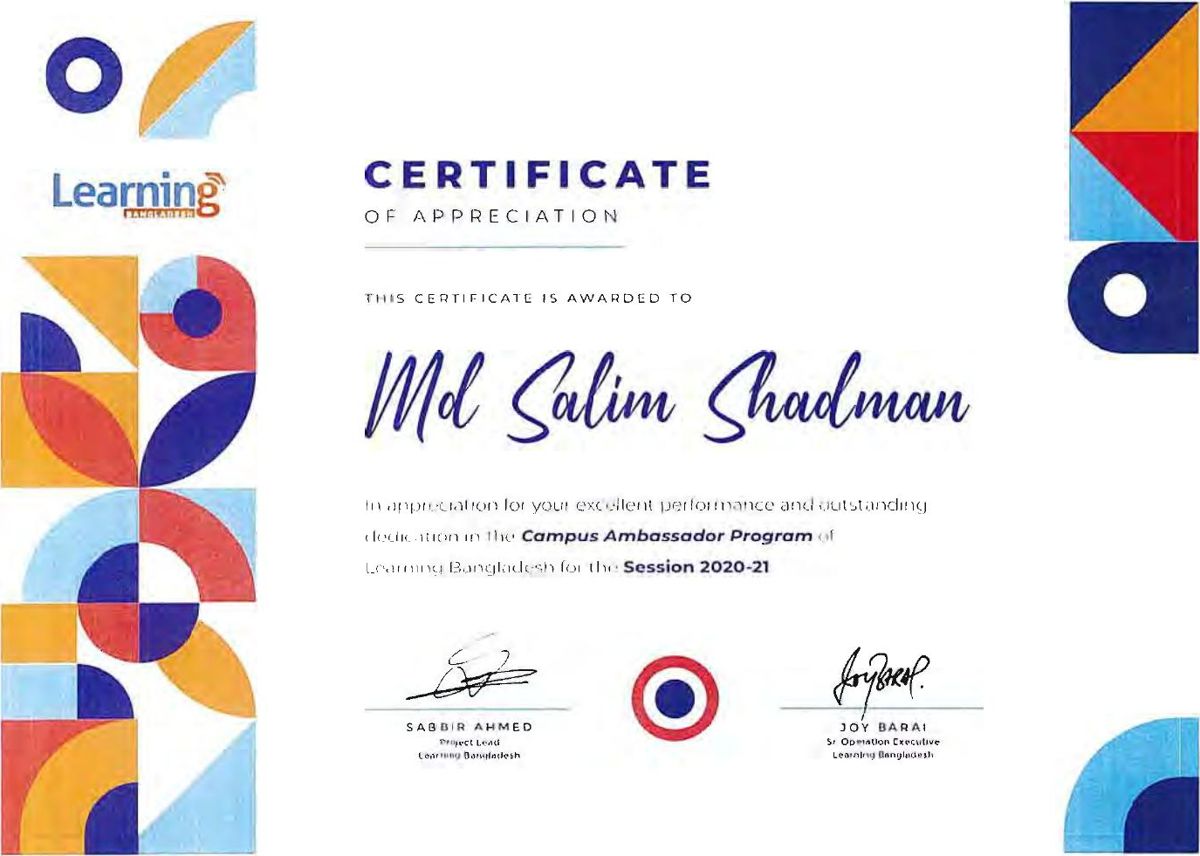 Learning
BANGLADESH
CERTIFICATE
OF APPRECIATION
THIS CERTIFICATE IS AWARDED TO
Md Salim Shadman
In appreciation for your excellent performance and outstanding
dedication in the Campus Ambassador Program of
Learning Bangladesh for the Session 2020-21
JOYBARAI.
SABBIR AHMED
Project Lead
Learning Bangladesh
JOY BARAI
Sr Operation Executive
Learning Bangladesh